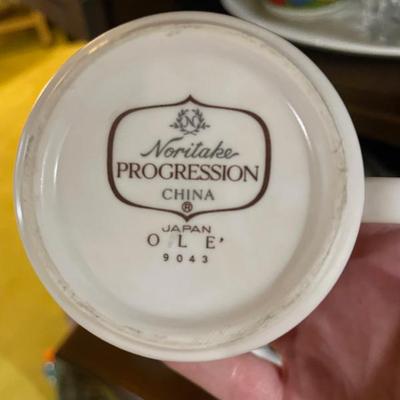 N
Noritake
PROGRESSION
CHINA
®
JAPAN
OLE'
9043